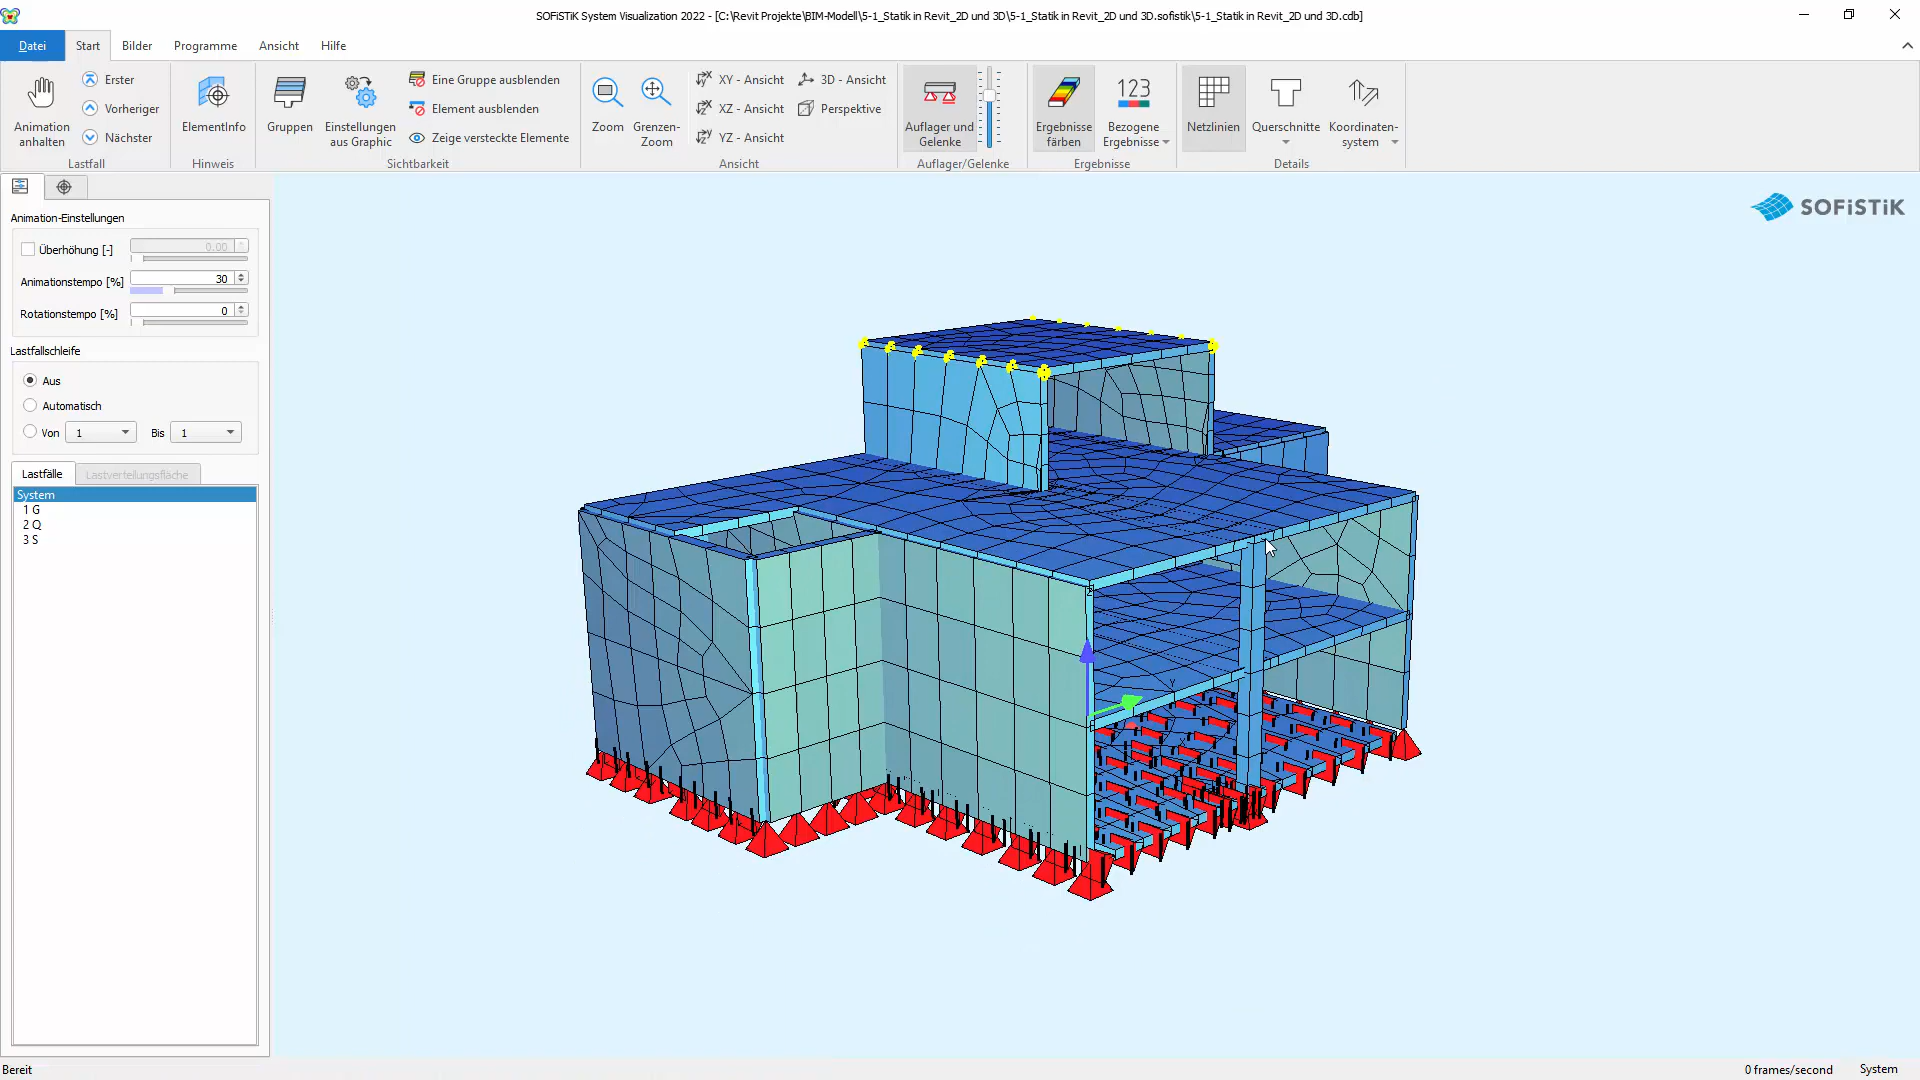 SOFiSTiK System Visualization 2022 - [C:\Revit Projekte\BIM-Modell\5-1_Statik in Revit_2D und 3D\5-1_Statik in Revit_2D und 3D.sofistik\5-1_Statik in Revit_2D und 3D.cdb]
Datei Start Bilder Programme Ansicht Hilfe
Animation anhalten
Erster
Vorheriger
Nächster
Lastfall
ElementInfo
Hinweis
Gruppen
Einstellungen aus Graphic
Eine Gruppe ausblenden
Element ausblenden
Zeige versteckte Elemente
Sichtbarkeit
Zoom
Grenzen-Zoom
XY - Ansicht
XZ - Ansicht
YZ - Ansicht
3D - Ansicht
Perspektive
Ansicht
Auflager und Gelenke
Auflager/Gelenke
Ergebnisse färben
123
Bezogene Ergebnisse
Ergebnisse
Netzlinien
Querschnitte
Koordinaten-system
Details
SOFiSTiK
Animation-Einstellungen
Überhöhung [-] 0.00
Animationstempo [%] 30
Rotationstempo [%] 0
Lastfallschleife
Aus
Automatisch
Von 1 Bis 1
Lastfälle Lastverteilungsfläche
System
1 G
2 Q
3 S
Z
Y
Bereit
0 frames/second System